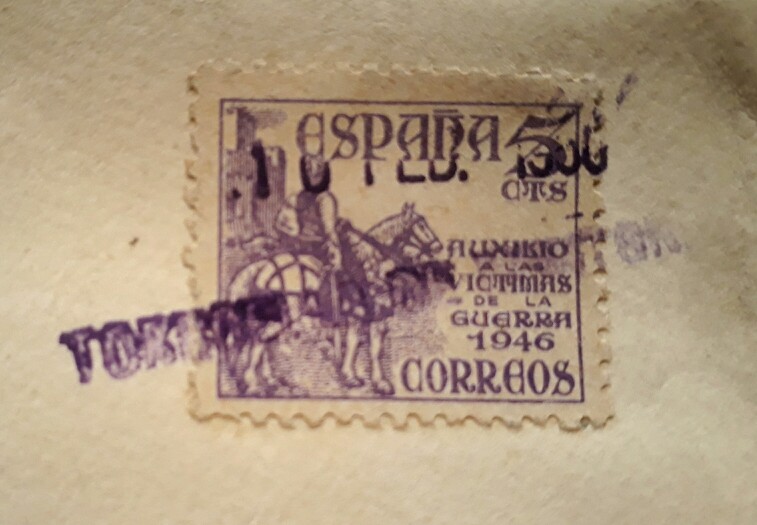 ESPAÑA 5
CTS
AUXILIO
A LAS
VICTIMAS
DE LA
GUERRA
1946
CORREOS